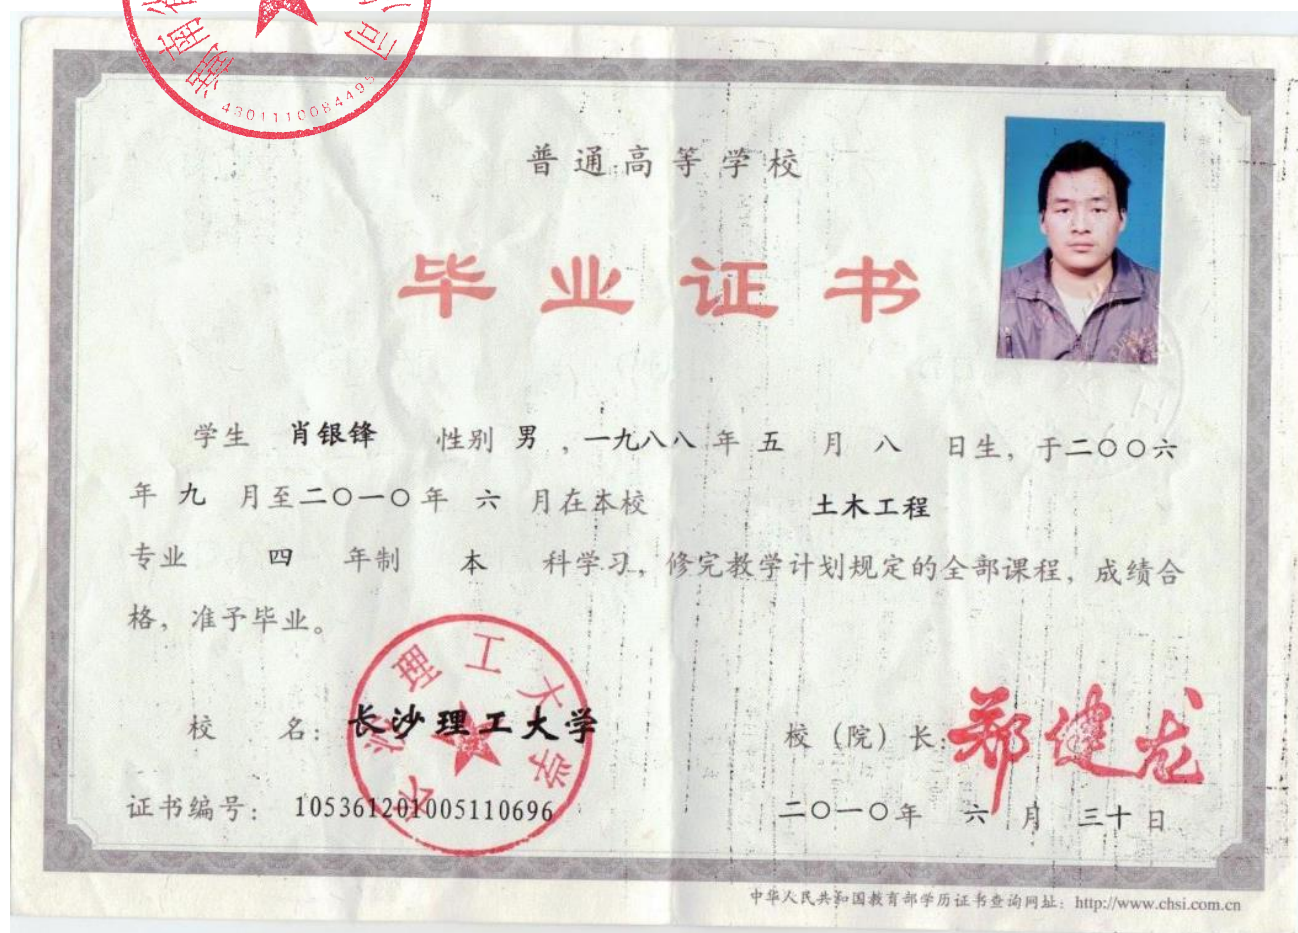 4301110084495
普通高等学校
毕业证书
学生 肖银锋 性别 男，一九八八年 五 月 八 日生，于二〇〇六
年 九 月至二〇一〇年 六 月在本校 土木工程
专业 四 年制 本 科学习，修完教学计划规定的全部课程，成绩合
格，准予毕业。
长沙理工大学
校 名：长沙理工大学
校（院）长：郑健龙
证书编号：105361201005110696
二〇一〇年 六 月 三十日
中华人民共和国教育部学历证书查询网址：http://www.chsi.com.cn